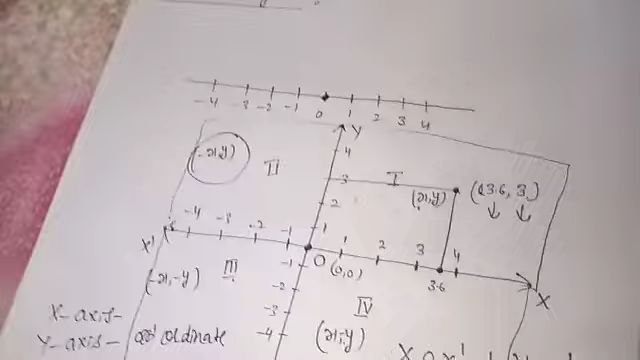 -4 -3 -2 -1 0 1 2 3 4
Y
4
(-x,y) II 3 I (x,y) (3.6, 3)
2
X' -4 -3 -2 -1 1
O (0,0) 1 2 3 3.6 4 X
-1
(-x,-y) III -2 IV
-3
X-axis-
Y-axis- -4 (x,y)